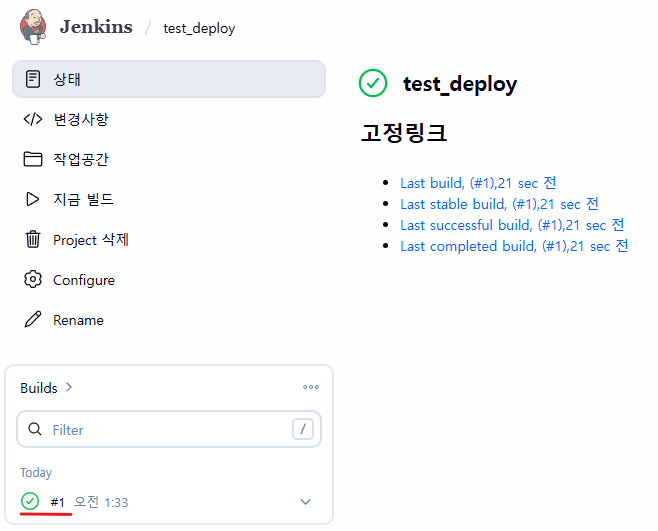 Jenkins / test_deploy
상태
변경사항
작업공간
지금 빌드
Project 삭제
Configure
Rename
Builds
Filter /
Today
#1 오전 1:33
test_deploy
고정링크
Last build, (#1),21 sec 전
Last stable build, (#1),21 sec 전
Last successful build, (#1),21 sec 전
Last completed build, (#1),21 sec 전